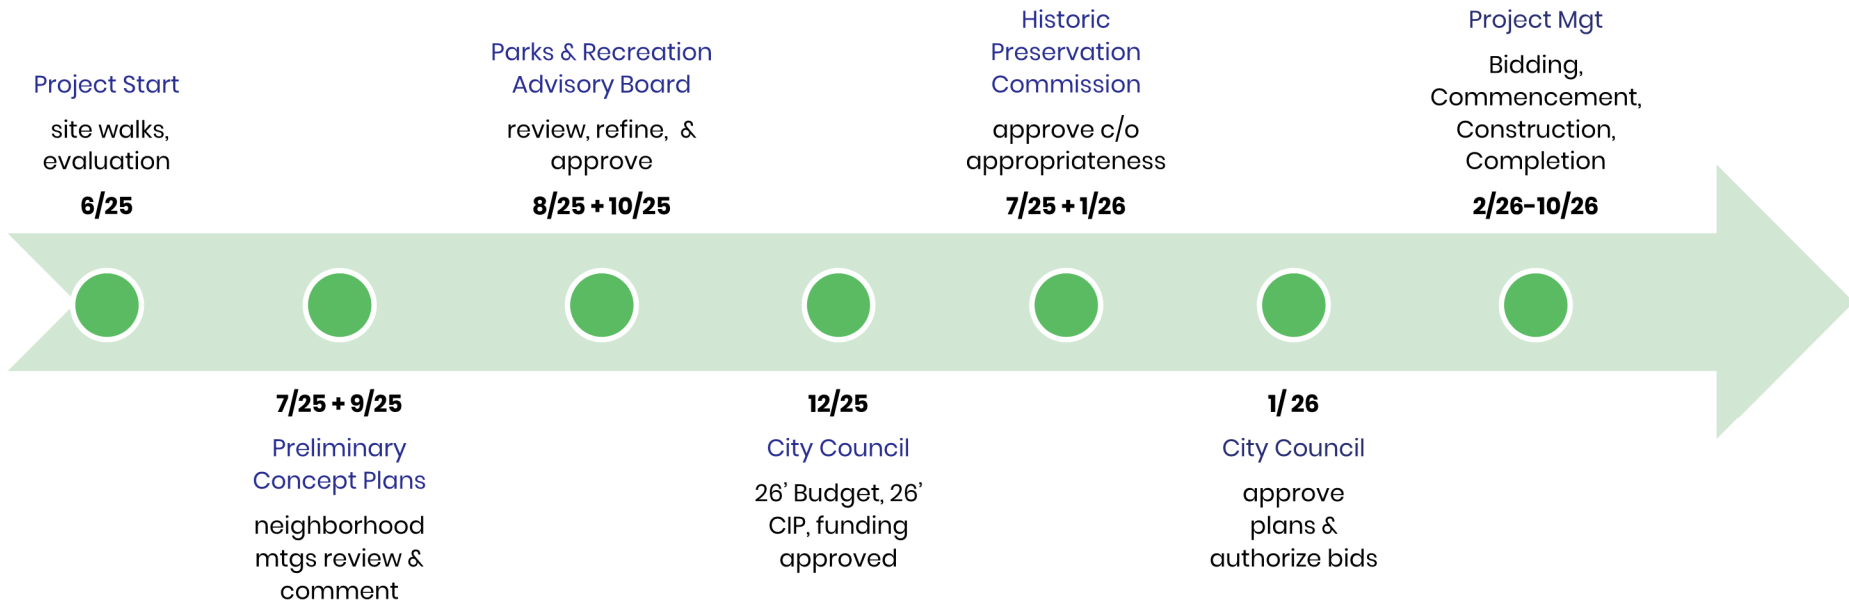 Project Start
site walks,
evaluation
6/25
7/25 + 9/25
Preliminary
Concept Plans
neighborhood
mtgs review &
comment
Parks & Recreation
Advisory Board
review, refine, &
approve
8/25 + 10/25
12/25
City Council
26’ Budget, 26’
CIP, funding
approved
Historic
Preservation
Commission
approve c/o
appropriateness
7/25 + 1/26
1/ 26
City Council
approve
plans &
authorize bids
Project Mgt
Bidding,
Commencement,
Construction,
Completion
2/26-10/26